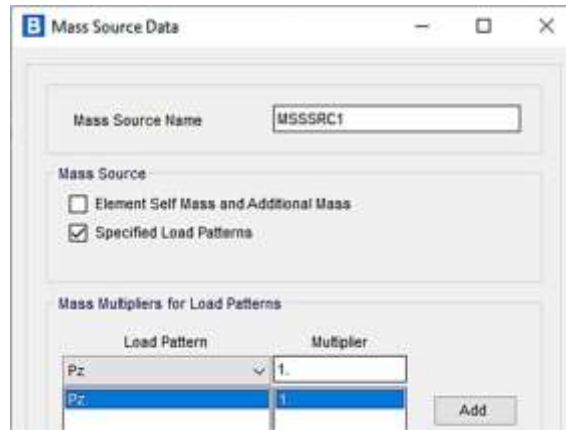 B Mass Source Data
Mass Source Name MSSSRC1
Mass Source
Element Self Mass and Additional Mass
Specified Load Patterns
Mass Multipliers for Load Patterns
Load Pattern Multiplier
Pz 1.
Pz 1. Add